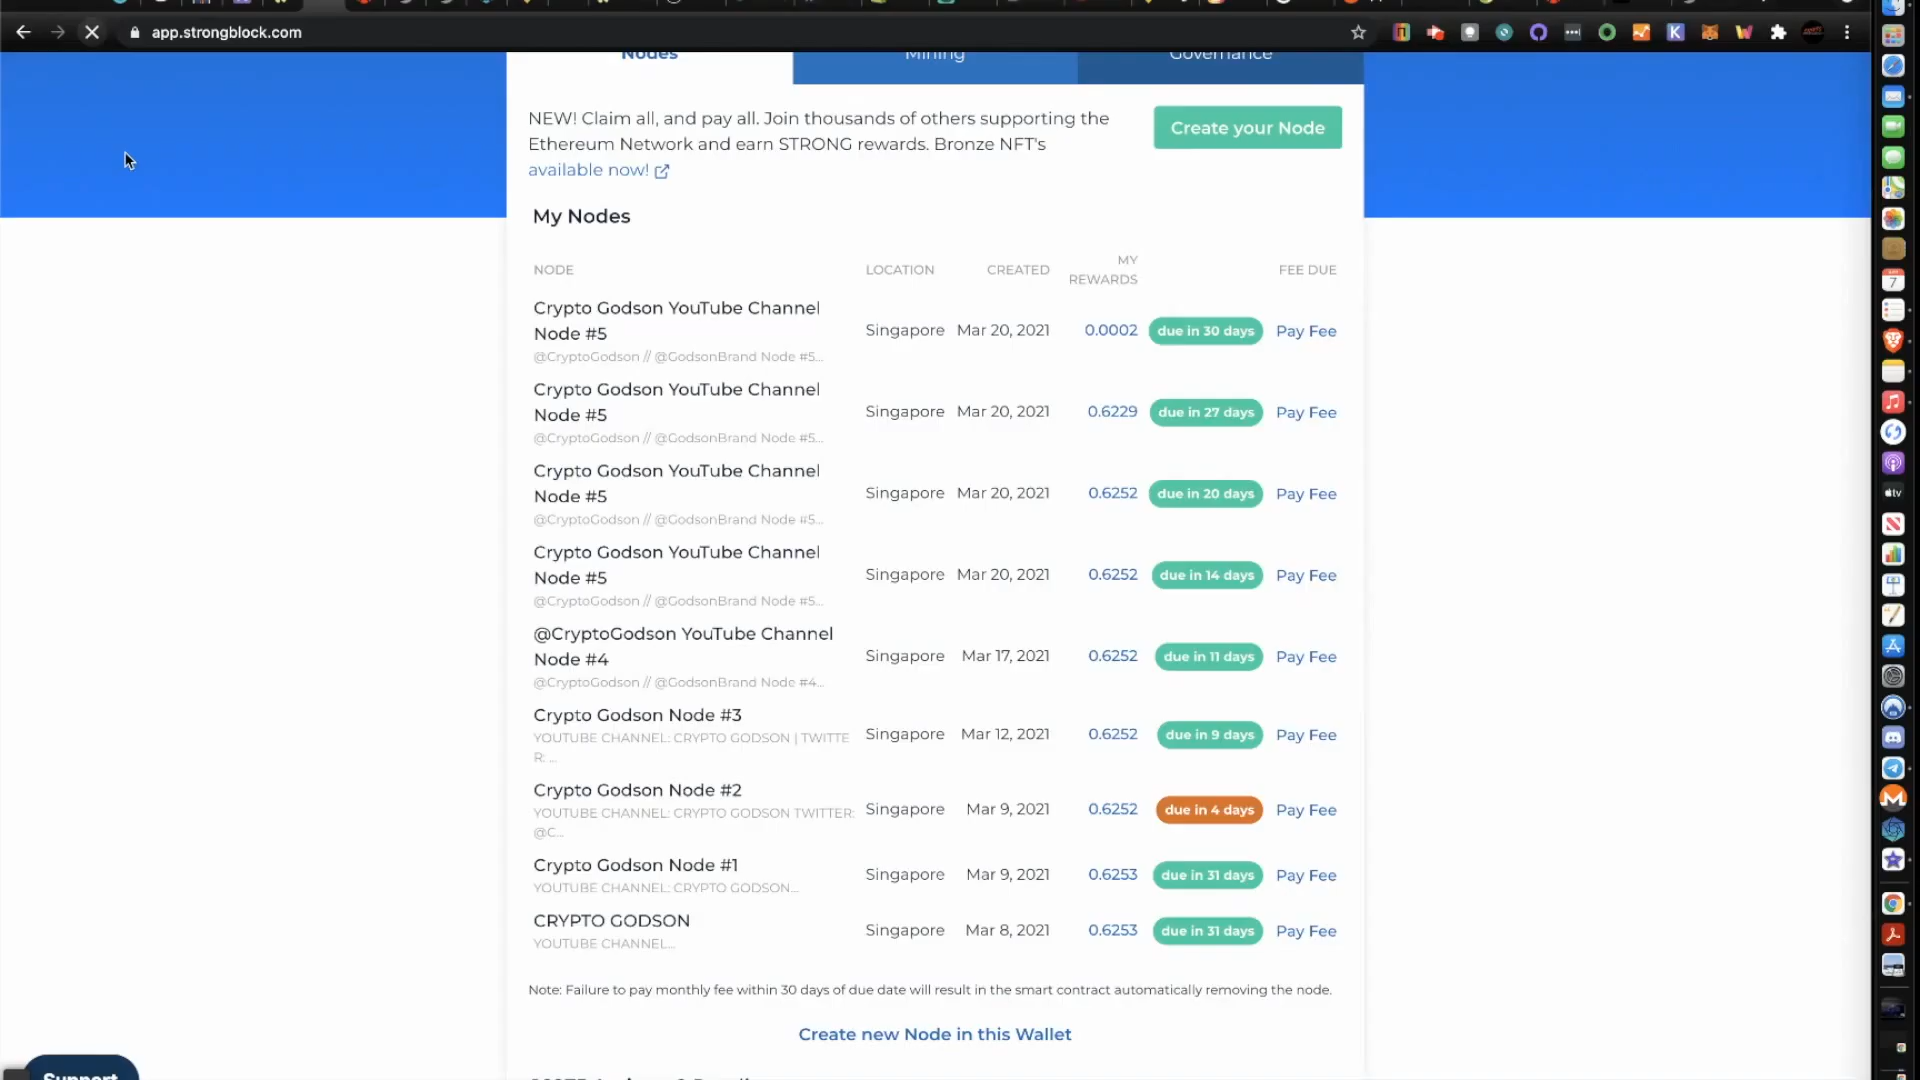 app.strongblock.com
Nodes
Mining
Governance
NEW! Claim all, and pay all. Join thousands of others supporting the
Ethereum Network and earn STRONG rewards. Bronze NFT's
available now!
Create your Node
My Nodes
NODE LOCATION CREATED MY REWARDS FEE DUE
Crypto Godson YouTube Channel
Node #5
@CryptoGodson // @GodsonBrand Node #5...
Singapore Mar 20, 2021 0.0002 due in 30 days Pay Fee
Crypto Godson YouTube Channel
Node #5
@CryptoGodson // @GodsonBrand Node #5...
Singapore Mar 20, 2021 0.6229 due in 27 days Pay Fee
Crypto Godson YouTube Channel
Node #5
@CryptoGodson // @GodsonBrand Node #5...
Singapore Mar 20, 2021 0.6252 due in 20 days Pay Fee
Crypto Godson YouTube Channel
Node #5
@CryptoGodson // @GodsonBrand Node #5...
Singapore Mar 20, 2021 0.6252 due in 14 days Pay Fee
@CryptoGodson YouTube Channel
Node #4
@CryptoGodson // @GodsonBrand Node #4...
Singapore Mar 17, 2021 0.6252 due in 11 days Pay Fee
Crypto Godson Node #3
YOUTUBE CHANNEL: CRYPTO GODSON | TWITTE
R: ...
Singapore Mar 12, 2021 0.6252 due in 9 days Pay Fee
Crypto Godson Node #2
YOUTUBE CHANNEL: CRYPTO GODSON TWITTER:
@C...
Singapore Mar 9, 2021 0.6252 due in 4 days Pay Fee
Crypto Godson Node #1
YOUTUBE CHANNEL: CRYPTO GODSON...
Singapore Mar 9, 2021 0.6253 due in 31 days Pay Fee
CRYPTO GODSON
YOUTUBE CHANNEL...
Singapore Mar 8, 2021 0.6253 due in 31 days Pay Fee
Note: Failure to pay monthly fee within 30 days of due date will result in the smart contract automatically removing the node.
Create new Node in this Wallet
Support
7
tv